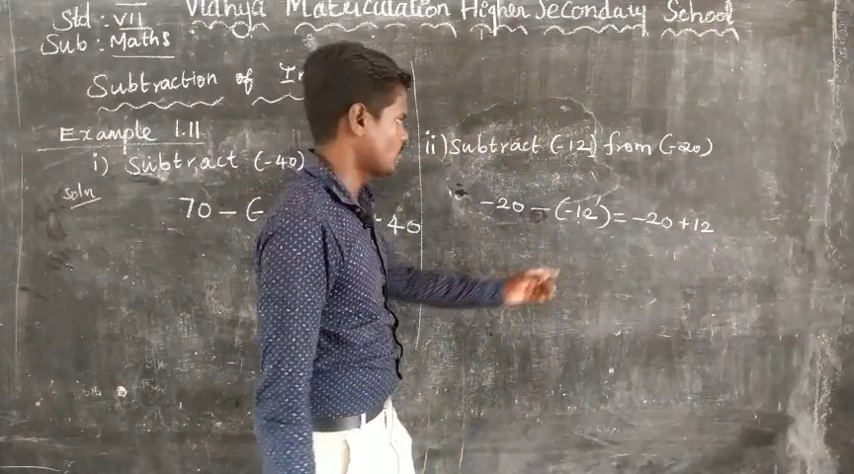 Std : VII Vidhya Matriculation Higher Secondary School
Sub : Maths
Subtraction of
Example 1.11
i) Subtract (-40)
Soln
70 - (- 40
ii) Subtract (-12) from (-20)
-20 - (-12) = -20 + 12